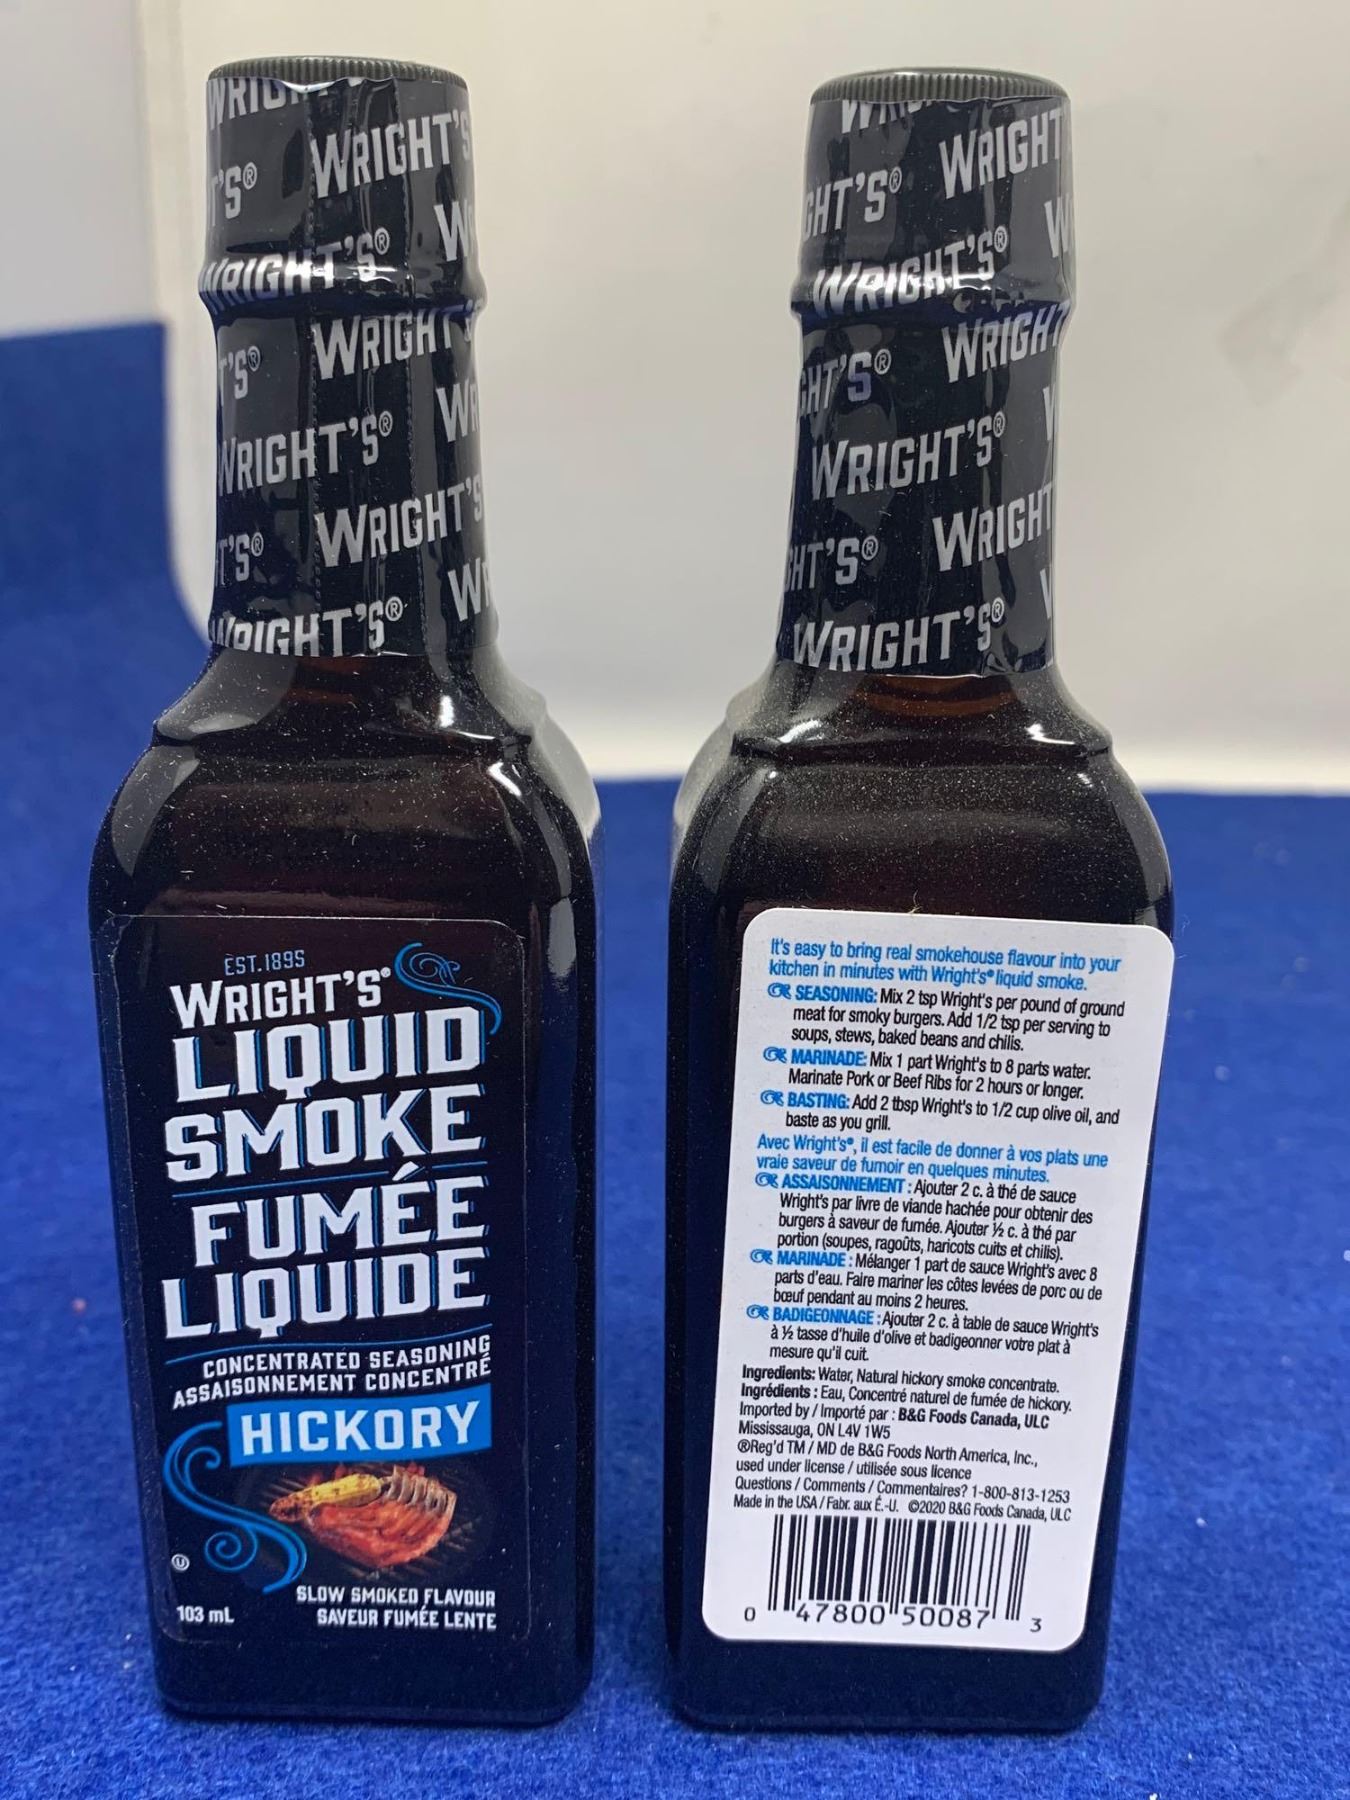 WRIGHT'S
WRIGHT'S®
WRIGHT'S
WRIGHT'S®
WRIGHT'S
WRIGHT'S®
EST.1895
WRIGHT'S®
LIQUID
SMOKE
FUMÉE
LIQUIDE
CONCENTRATED SEASONING
ASSAISONNEMENT CONCENTRÉ
HICKORY
U
SLOW SMOKED FLAVOUR
103 mL
SAVEUR FUMÉE LENTE
WRIGHT
WRIGHT'S®
WRIGHT
WRIGHT'S®
WRIGHT
WRIGHT'S®
It's easy to bring real smokehouse flavour into your
kitchen in minutes with Wright's® liquid smoke.
SEASONING: Mix 2 tsp Wright's per pound of ground
meat for smoky burgers. Add 1/2 tsp per serving to
soups, stews, baked beans and chilis.
MARINADE: Mix 1 part Wright's to 8 parts water.
Marinate Pork or Beef Ribs for 2 hours or longer.
BASTING: Add 2 tbsp Wright's to 1/2 cup olive oil, and
baste as you grill.
Avec Wright's®, il est facile de donner à vos plats une
vraie saveur de fumoir en quelques minutes.
ASSAISONNEMENT : Ajouter 2 c. à thé de sauce
Wright's par livre de viande hachée pour obtenir des
burgers à saveur de fumée. Ajouter ½ c. à thé par
portion (soupes, ragoûts, haricots cuits et chilis).
MARINADE : Mélanger 1 part de sauce Wright's avec 8
parts d'eau. Faire mariner les côtes levées de porc ou de
bœuf pendant au moins 2 heures.
BADIGEONNAGE : Ajouter 2 c. à table de sauce Wright's
à ½ tasse d'huile d'olive et badigeonner votre plat à
mesure qu'il cuit.
Ingredients: Water, Natural hickory smoke concentrate.
Ingrédients : Eau, Concentré naturel de fumée de hickory.
Imported by / Importé par : B&G Foods Canada, ULC
Mississauga, ON L4V 1W5
®Reg'd TM / MD de B&G Foods North America, Inc.,
used under license / utilisée sous licence
Questions / Comments / Commentaires? 1-800-813-1253
Made in the USA / Fabr. aux É.-U. ©2020 B&G Foods Canada, ULC
0 47800 50087 3